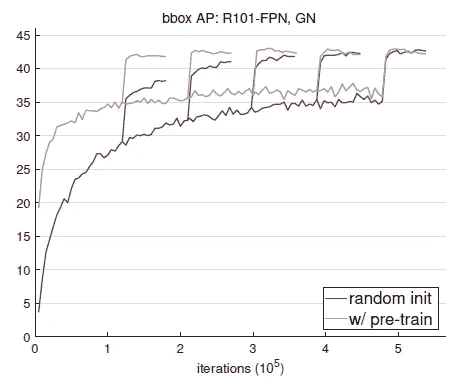 bbox AP: R101-FPN, GN
45
40
35
30
25
20
15
10
5
0
random init
w/ pre-train
0 1 2 3 4 5
iterations (10⁵)